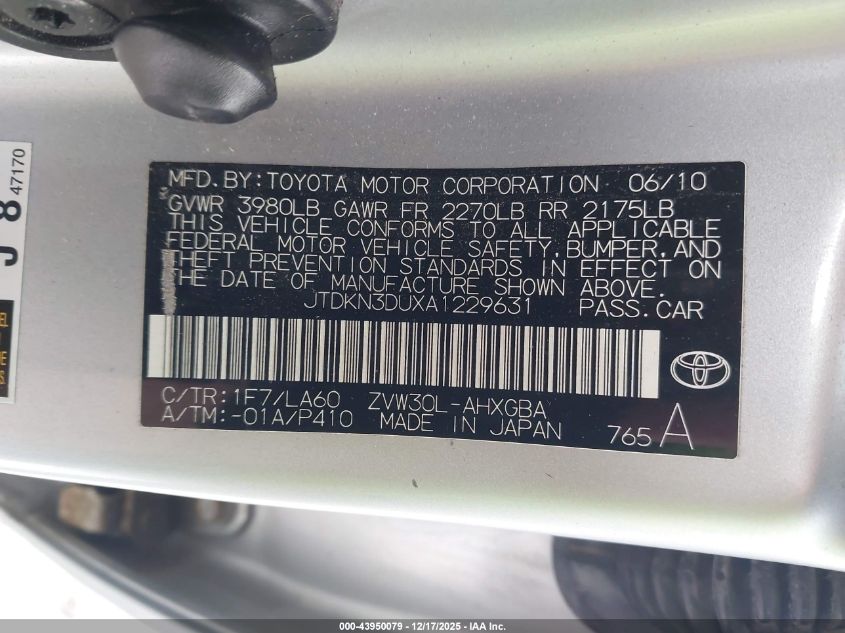 MFD.BY:TOYOTA MOTOR CORPORATION 06/10
GVWR 3980LB GAWR FR 2270LB RR 2175LB
THIS VEHICLE CONFORMS TO ALL APPLICABLE
FEDERAL MOTOR VEHICLE SAFETY,BUMPER,AND
THEFT PREVENTION STANDARDS IN EFFECT ON
THE DATE OF MANUFACTURE SHOWN ABOVE.
JTDKN3DUXA1229631 PASS.CAR
C/TR:1F7/LA60 ZVW30L-AHXGBA
A/TM:-01A/P410 MADE IN JAPAN 765 A
J 8 47170
000-43950079 - 12/17/2025 - IAA Inc.